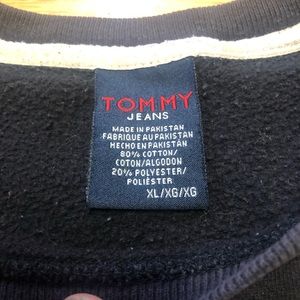 TOMMY
JEANS
MADE IN PAKISTAN
FABRIQUE AU PAKISTAN
HECHO EN PAKISTAN
80% COTTON/
COTON/ALGODON
20% POLYESTER/
POLIESTER
XL/XG/XG